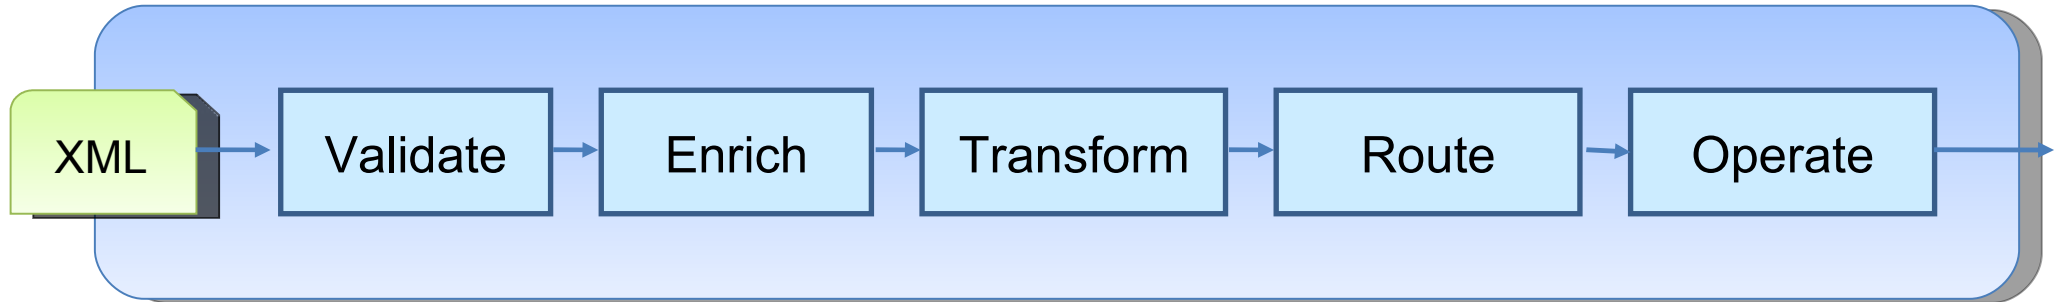 XML
Validate
Enrich
Transform
Route
Operate